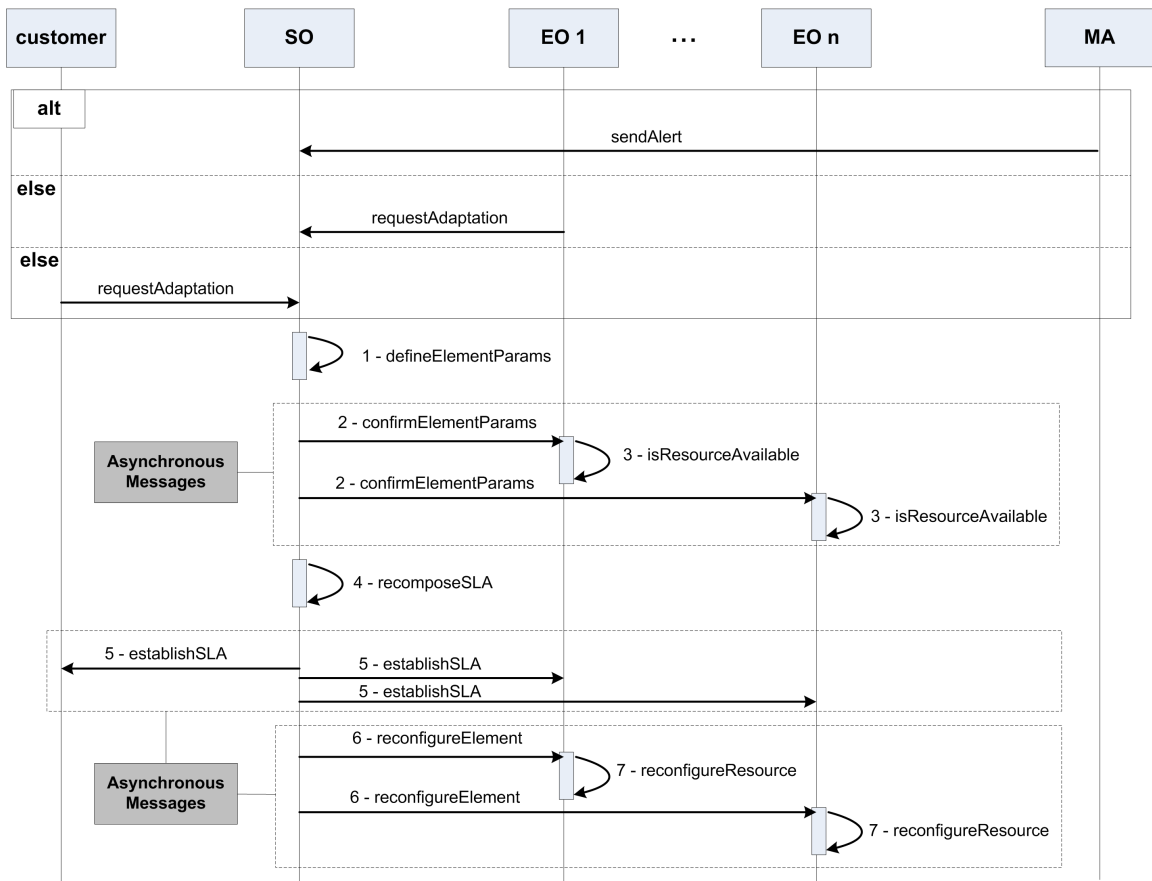 customer
SO
EO 1
...
EO n
MA
alt
sendAlert
else
requestAdaptation
else
requestAdaptation
1 - defineElementParams
2 - confirmElementParams
3 - isResourceAvailable
Asynchronous
Messages
2 - confirmElementParams
3 - isResourceAvailable
4 - recomposeSLA
5 - establishSLA
5 - establishSLA
5 - establishSLA
6 - reconfigureElement
7 - reconfigureResource
Asynchronous
Messages
6 - reconfigureElement
7 - reconfigureResource